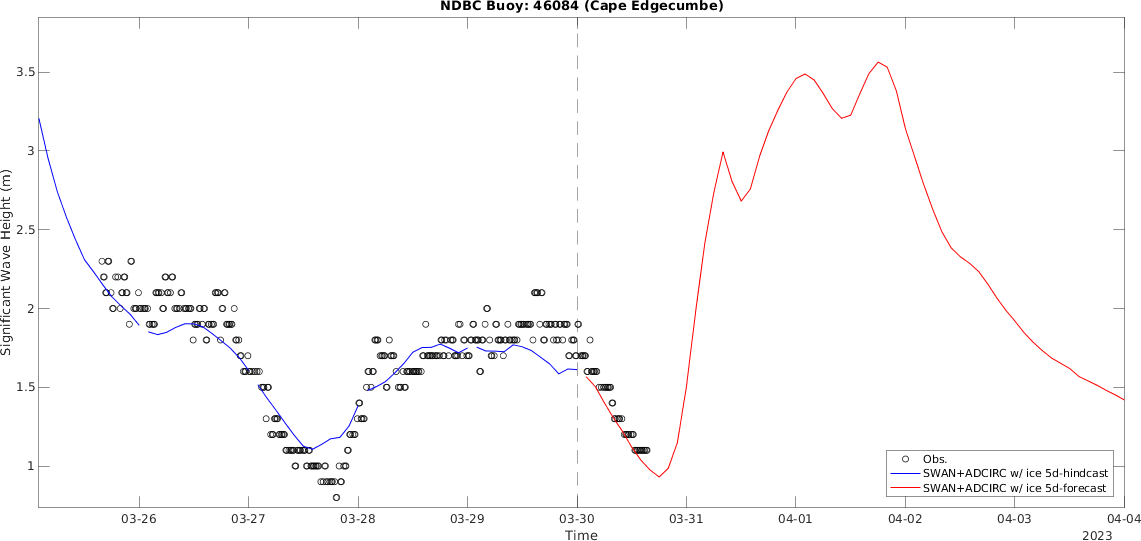 NDBC Buoy: 46084 (Cape Edgecumbe)
Significant Wave Height (m)
3.5
3
2.5
2
1.5
1
Obs.
SWAN+ADCIRC w/ ice 5d-hindcast
SWAN+ADCIRC w/ ice 5d-forecast
03-26 03-27 03-28 03-29 03-30 03-31 04-01 04-02 04-03 04-04
Time
2023